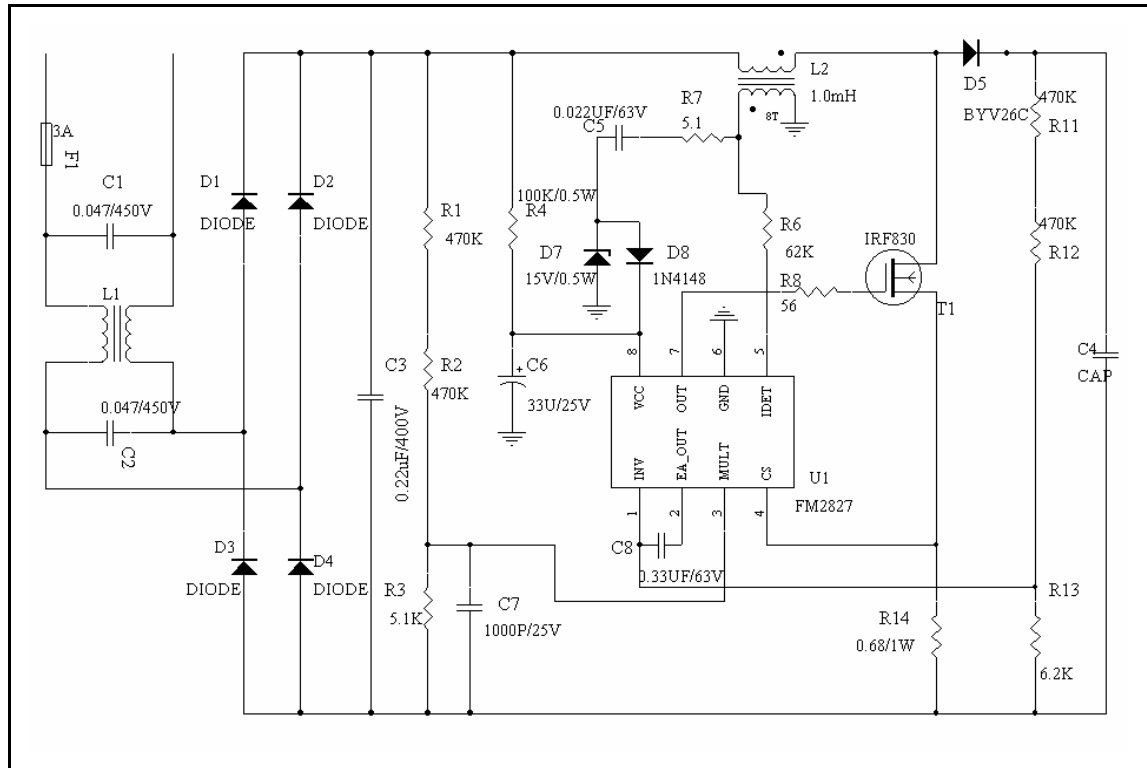 3A
F1
C1
0.047/450V
L1
0.047/450V
C2
D1
DIODE
D2
DIODE
D3
DIODE
D4
DIODE
C3
0.22uF/400V
R1
470K
R2
470K
R3
5.1K
C7
1000P/25V
100K/0.5W
R4
C6
+
33U/25V
0.022UF/63V
C5
R7
5.1
D7
15V/0.5W
D8
1N4148
L2
1.0mH
8T
R6
62K
R8
56
IRF830
T1
D5
BYV26C
470K
R11
470K
R12
C4
CAP
8
7
6
5
VCC
OUT
GND
IDET
INV
EA_OUT
MULT
CS
1
2
3
4
U1
FM2827
C8
0.33UF/63V
R14
0.68/1W
R13
6.2K